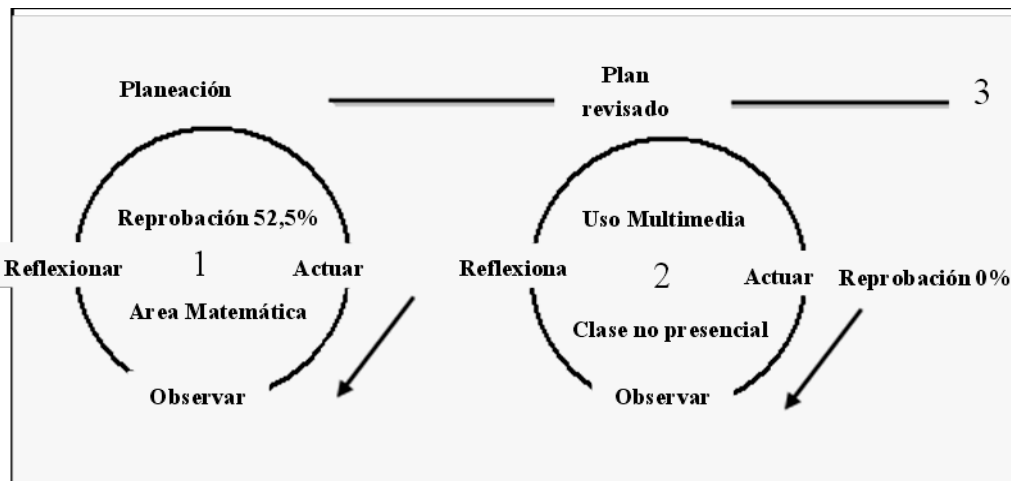 Planeación
Plan
revisado
3
Reprobación 52,5%
Reflexionar
1
Actuar
Area Matemática
Observar
Uso Multimedia
Reflexiona
2
Actuar
Reprobación 0%
Clase no presencial
Observar